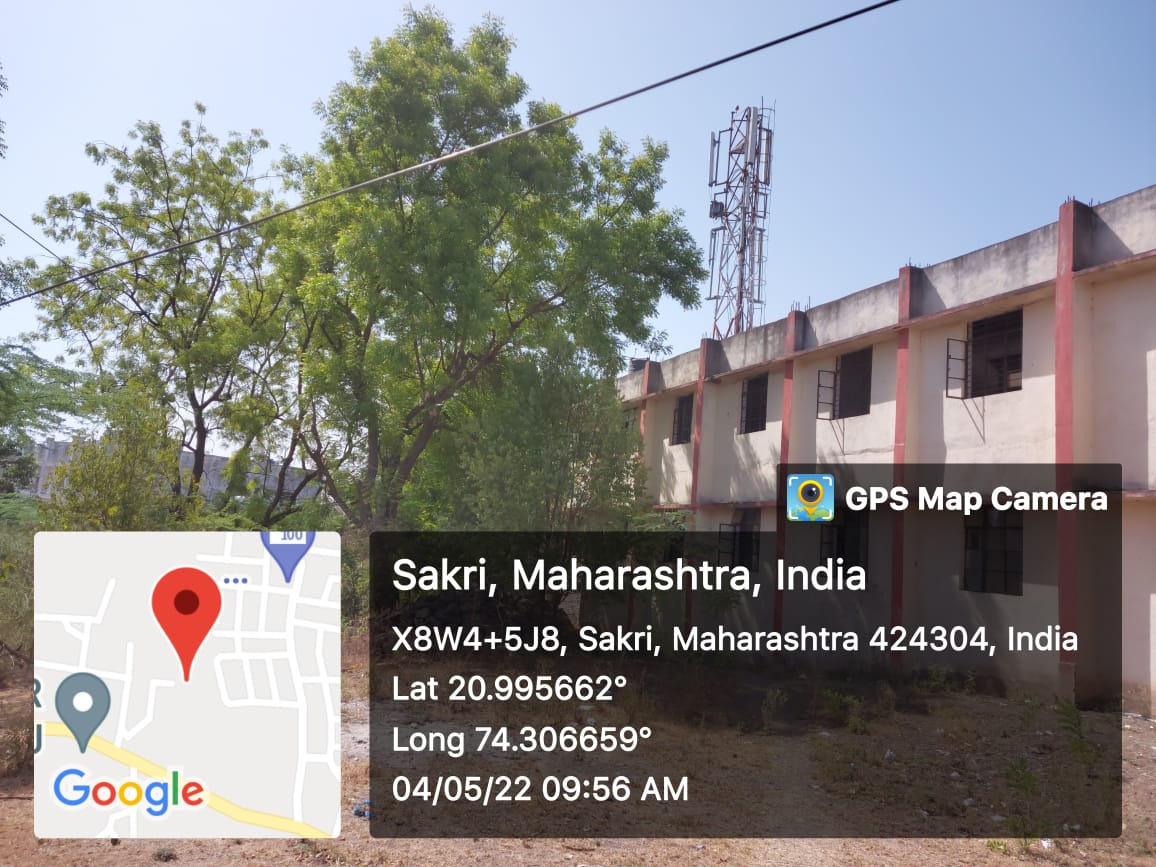 GPS Map Camera
100
R
U
Google
Sakri, Maharashtra, India
X8W4+5J8, Sakri, Maharashtra 424304, India
Lat 20.995662°
Long 74.306659°
04/05/22 09:56 AM